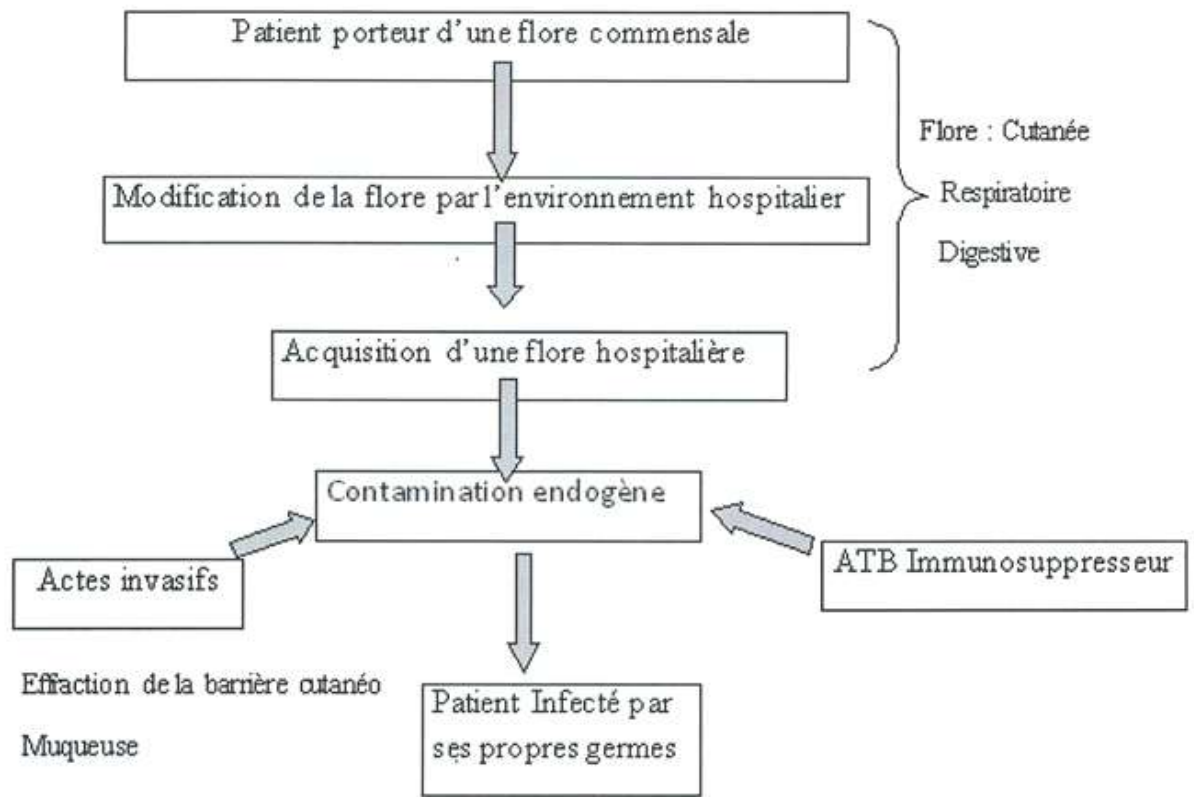 Patient porteur d'une flore commensale
Flore : Cutanée
Modification de la flore par l'environnement hospitalier
Respiratoire
Digestive
Acquisition d'une flore hospitalière
Contamination endogène
Actes invasifs
ATB Immunosuppresseur
Effraction de la barrière cutanéo
Muqueuse
Patient Infecté par
ses propres germes